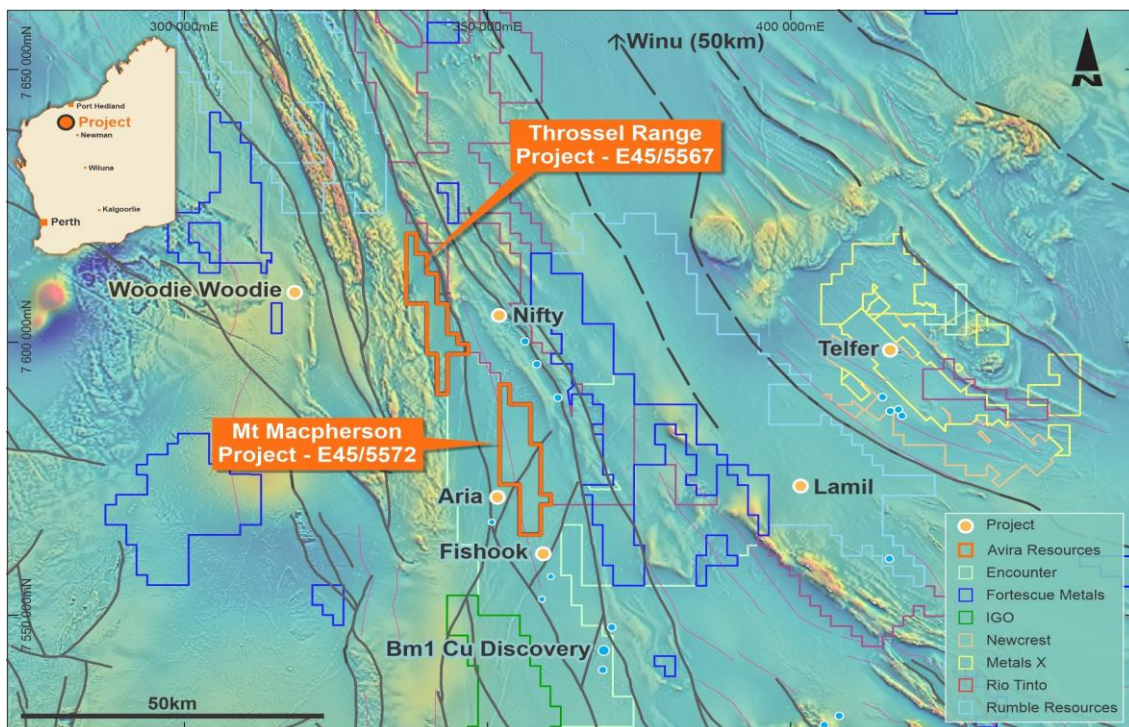 300 000mE
350 000mE
400 000mE
7 650 000mN
7 600 000mN
7 550 000mN
Port Hedland
Project
Newman
Wiluna
Kalgoorlie
Perth
↑Winu (50km)
N
Throssel Range
Project - E45/5567
Woodie Woodie
Nifty
Telfer
Mt Macpherson
Project - E45/5572
Aria
Lamil
Fishook
Bm1 Cu Discovery
50km
Project
Avira Resources
Encounter
Fortescue Metals
IGO
Newcrest
Metals X
Rio Tinto
Rumble Resources